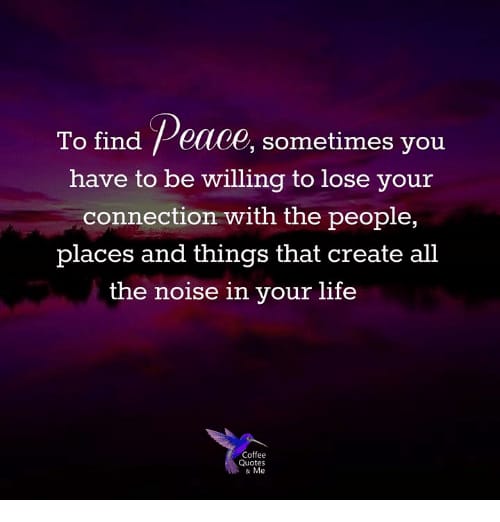 To find Peace, sometimes you
have to be willing to lose your
connection with the people,
places and things that create all
the noise in your life
Coffee
Quotes
& Me